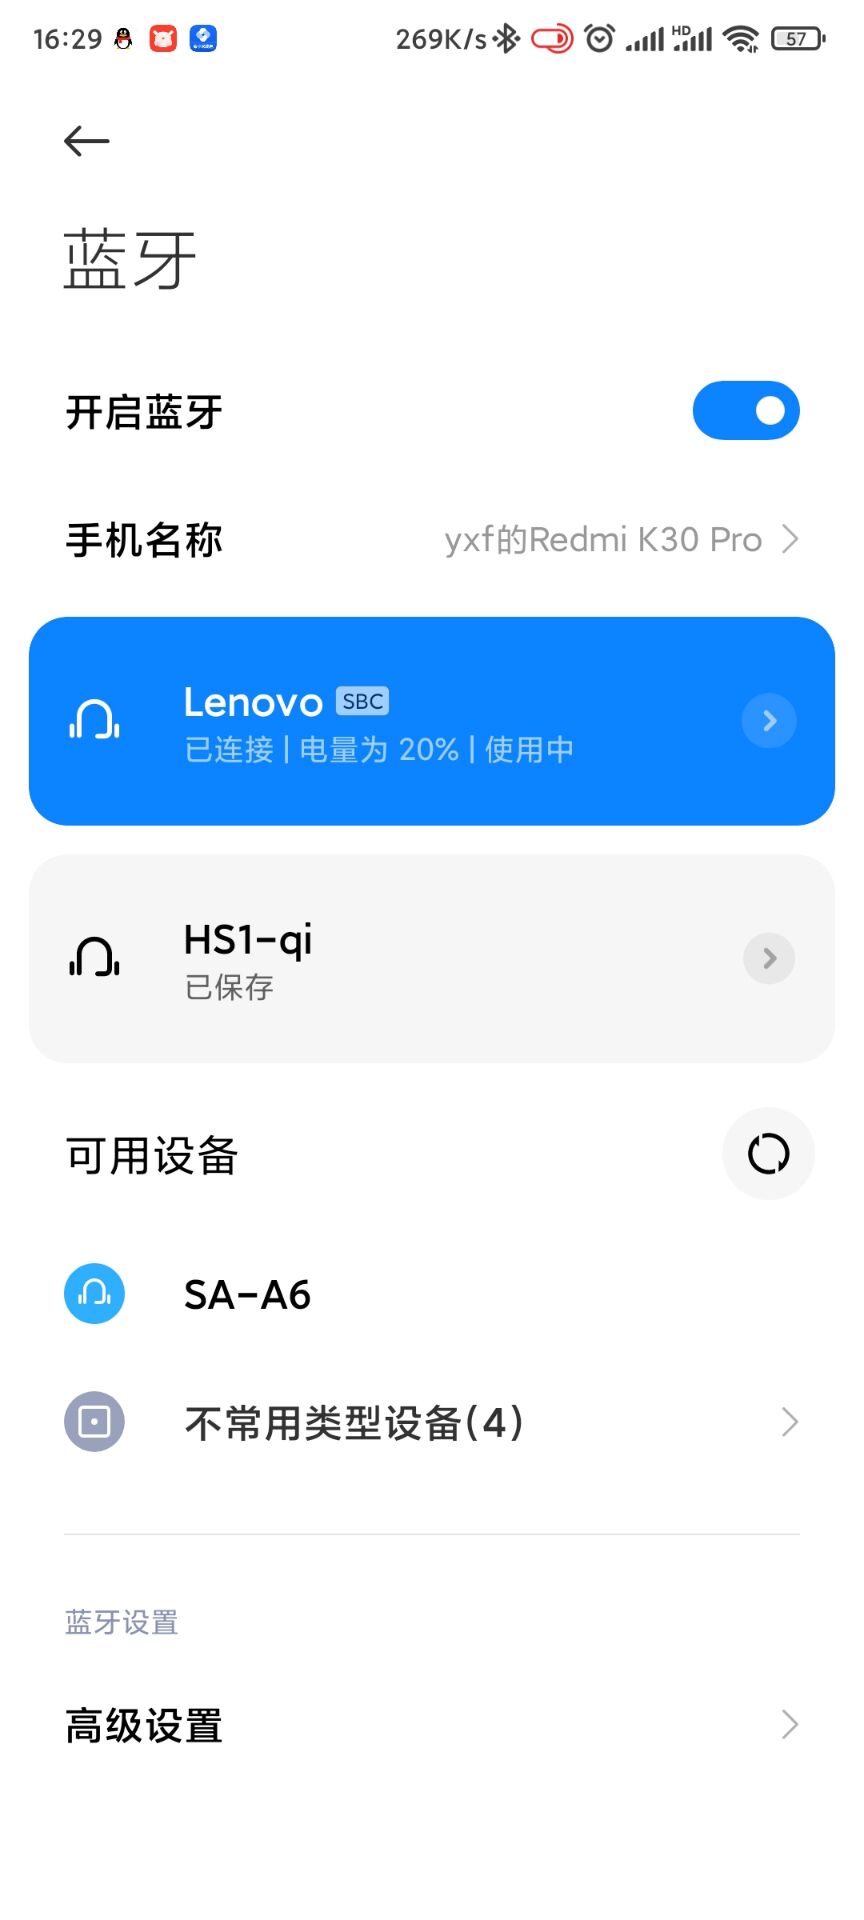 16:29 269K/s HD 57
蓝牙
开启蓝牙
手机名称 yxf的Redmi K30 Pro
Lenovo SBC
已连接 | 电量为 20% | 使用中
HS1-qi
已保存
可用设备
SA-A6
不常用类型设备(4)
蓝牙设置
高级设置